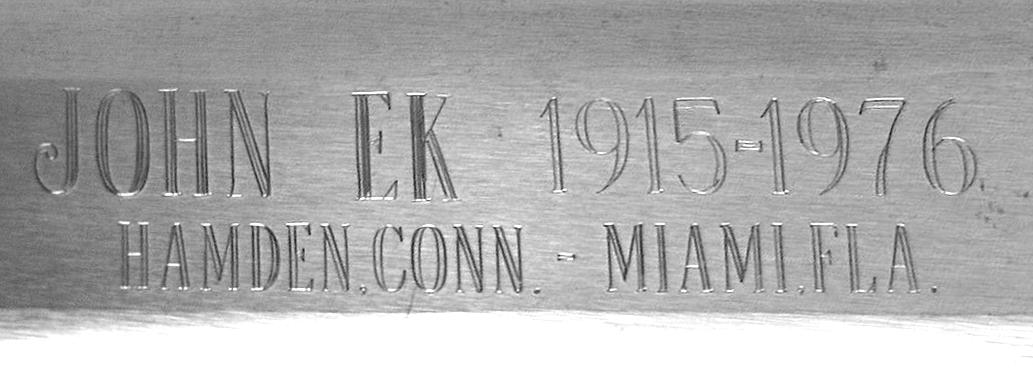 JOHN EK 1915-1976
HAMDEN, CONN. - MIAMI, FLA.